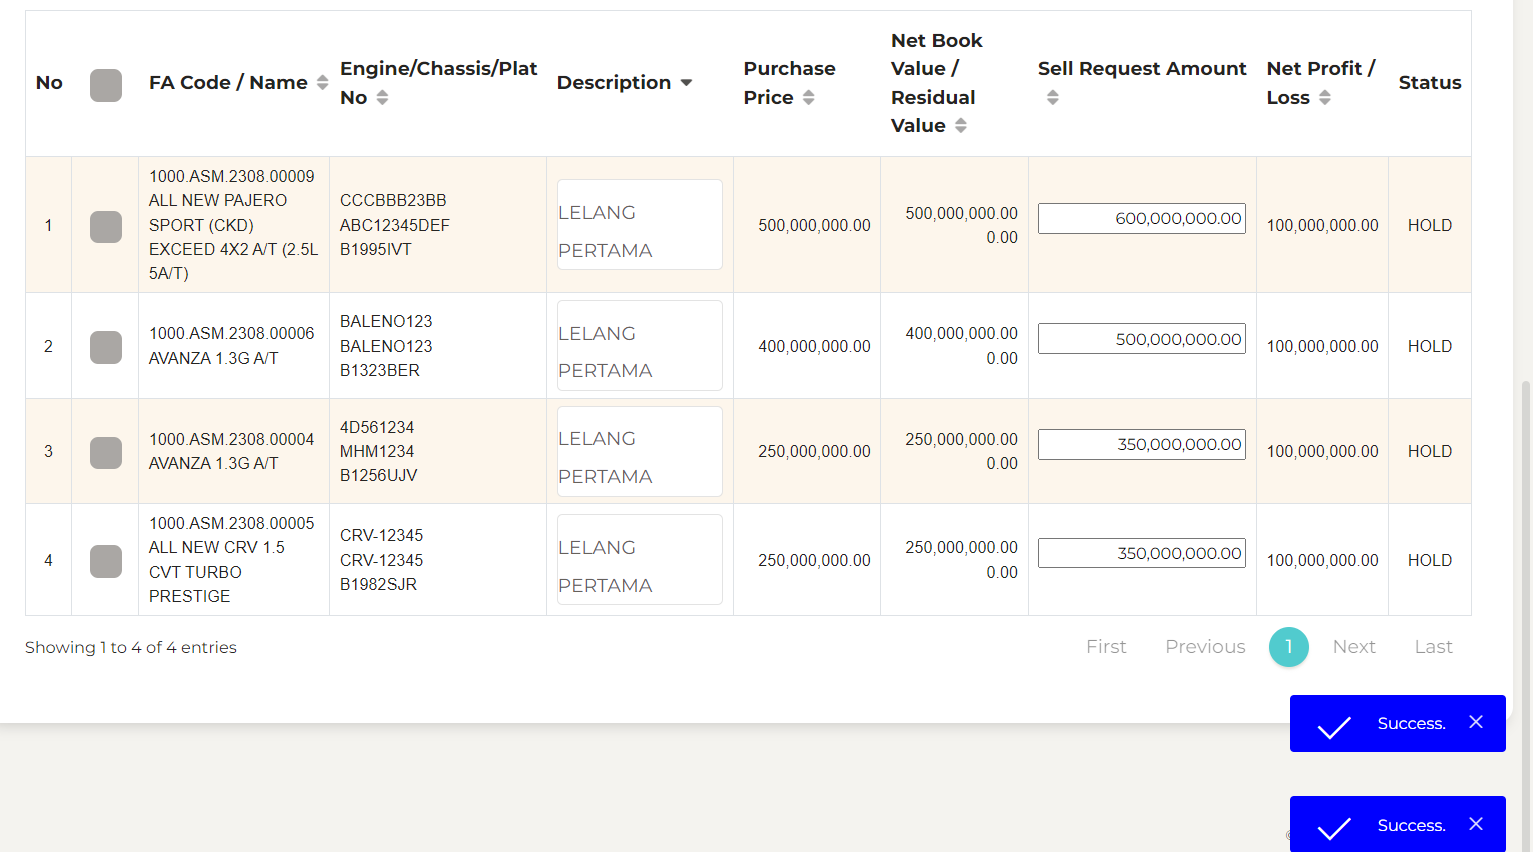 No
FA Code / Name
Engine/Chassis/Plat
No
Description
Purchase
Price
Net Book
Value /
Residual
Value
Sell Request Amount
Net Profit /
Loss
Status
1
1000.ASM.2308.00009
ALL NEW PAJERO
SPORT (CKD)
EXCEED 4X2 A/T (2.5L
5A/T)
CCCBBB23BB
ABC12345DEF
B1995IVT
LELANG
PERTAMA
500,000,000.00
500,000,000.00
0.00
600,000,000.00
100,000,000.00
HOLD
2
1000.ASM.2308.00006
AVANZA 1.3G A/T
BALENO123
BALENO123
B1323BER
LELANG
PERTAMA
400,000,000.00
400,000,000.00
0.00
500,000,000.00
100,000,000.00
HOLD
3
1000.ASM.2308.00004
AVANZA 1.3G A/T
4D561234
MHM1234
B1256UJV
LELANG
PERTAMA
250,000,000.00
250,000,000.00
0.00
350,000,000.00
100,000,000.00
HOLD
4
1000.ASM.2308.00005
ALL NEW CRV 1.5
CVT TURBO
PRESTIGE
CRV-12345
CRV-12345
B1982SJR
LELANG
PERTAMA
250,000,000.00
250,000,000.00
0.00
350,000,000.00
100,000,000.00
HOLD
Showing 1 to 4 of 4 entries
First Previous 1 Next Last
Success.
Success.